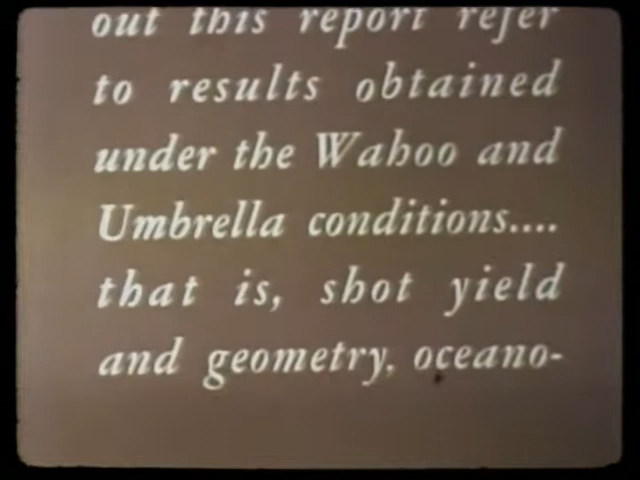 out this report refer
to results obtained
under the Wahoo and
Umbrella conditions....
that is, shot yield
and geometry, oceano-